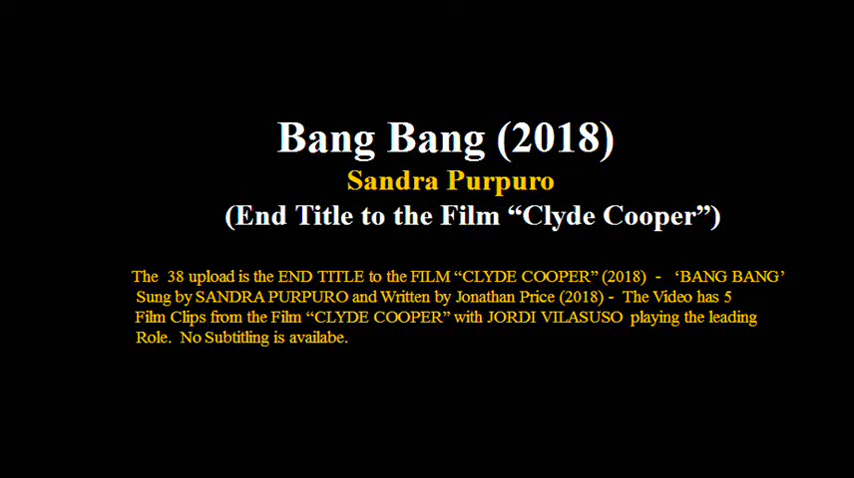 Bang Bang (2018)
Sandra Purpuro
(End Title to the Film “Clyde Cooper”)
The 38 upload is the END TITLE to the FILM “CLYDE COOPER” (2018) - ‘BANG BANG’
Sung by SANDRA PURPURO and Written by Jonathan Price (2018) - The Video has 5
Film Clips from the Film “CLYDE COOPER” with JORDI VILASUSO playing the leading
Role. No Subtitling is availabe.